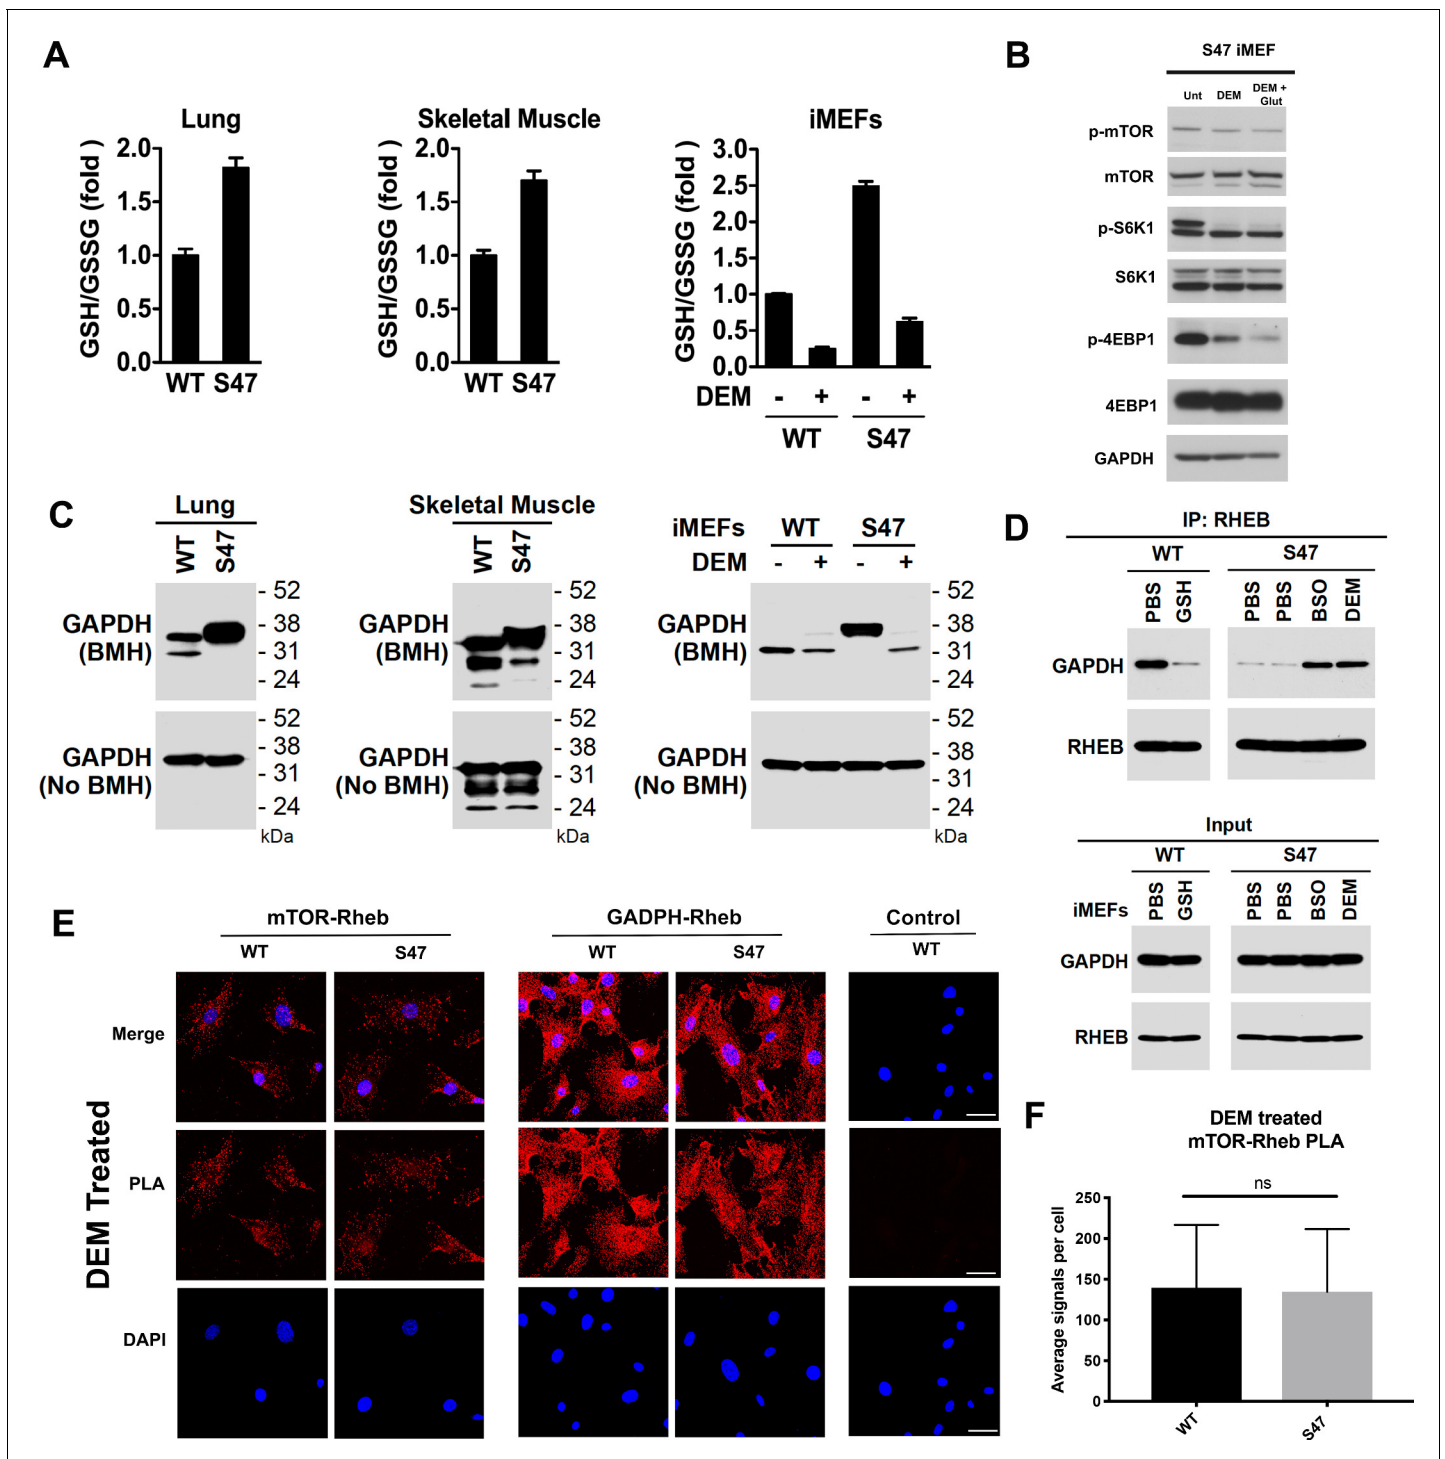 A
Lung
GSH/GSSG (fold )
2.0
1.5
1.0
0.5
0.0
WT S47
Skeletal Muscle
GSH/GSSG (fold )
2.0
1.5
1.0
0.5
0.0
WT S47
iMEFs
GSH/GSSG (fold )
3.0
2.5
2.0
1.5
1.0
0.5
0.0
DEM - + - +
WT S47
B
S47 iMEF
Unt DEM DEM +
Glut
p-mTOR
mTOR
p-S6K1
S6K1
p-4EBP1
4EBP1
GAPDH
C
Lung
WT S47
GAPDH
(BMH)
- 52
- 38
- 31
- 24
GAPDH
(No BMH)
- 52
- 38
- 31
- 24
kDa
Skeletal Muscle
WT S47
GAPDH
(BMH)
- 52
- 38
- 31
- 24
GAPDH
(No BMH)
- 52
- 38
- 31
- 24
kDa
iMEFs WT S47
DEM - + - +
GAPDH
(BMH)
- 52
- 38
- 31
- 24
GAPDH
(No BMH)
- 52
- 38
- 31
- 24
kDa
D
IP: RHEB
WT S47
PBS GSH PBS PBS BSO DEM
GAPDH
RHEB
Input
WT S47
iMEFs PBS GSH PBS PBS BSO DEM
GAPDH
RHEB
E
mTOR-Rheb GADPH-Rheb Control
WT S47 WT S47 WT
DEM Treated
Merge
PLA
DAPI
F
DEM treated
mTOR-Rheb PLA
Average signals per cell
ns
250
200
150
100
50
0
WT S47